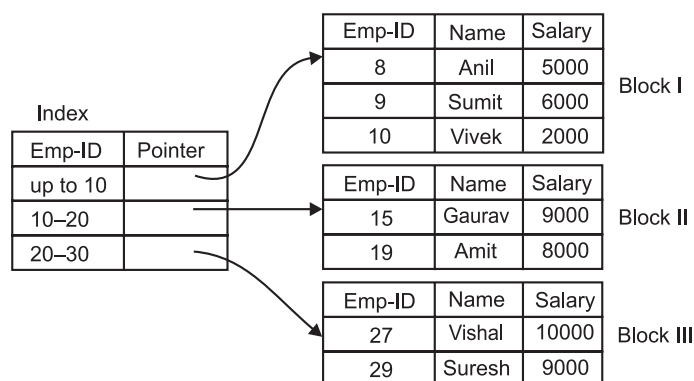 Emp-ID Name Salary
8 Anil 5000
9 Sumit 6000
10 Vivek 2000
Block I
Index
Emp-ID Pointer
up to 10
10–20
20–30
Emp-ID Name Salary
15 Gaurav 9000
19 Amit 8000
Block II
Emp-ID Name Salary
27 Vishal 10000
29 Suresh 9000
Block III